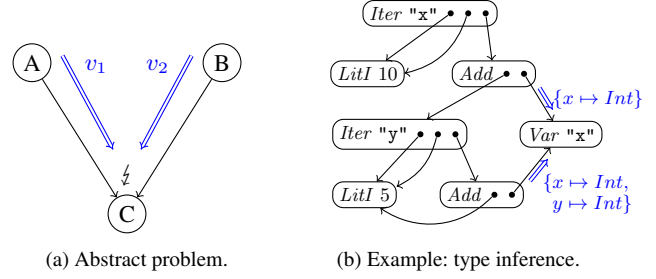 A
B
v₁
v₂
C
(a) Abstract problem.
Iter "x"
LitI 10
Add
{x ↦ Int}
Iter "y"
Var "x"
LitI 5
Add
{x ↦ Int,
y ↦ Int}
(b) Example: type inference.